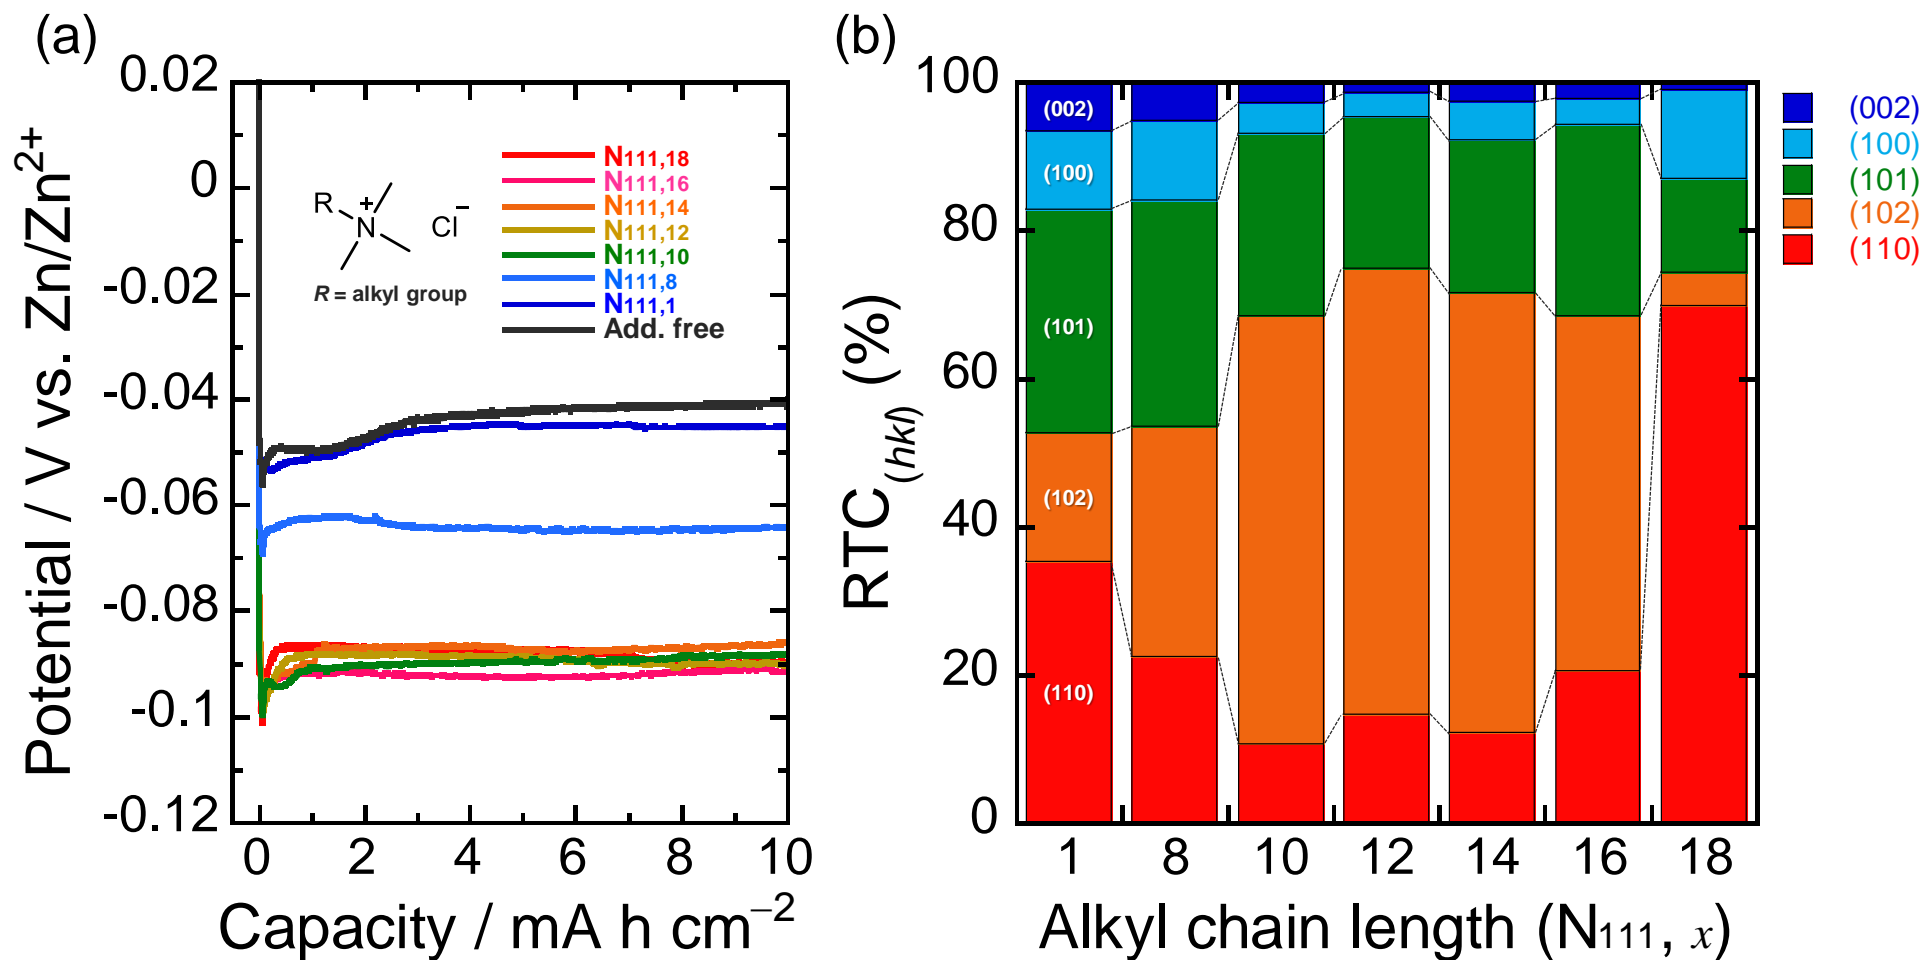 (a)
Potential / V vs. Zn/Zn²⁺
0.02
0
-0.02
-0.04
-0.06
-0.08
-0.1
-0.12
0 2 4 6 8 10
Capacity / mA h cm⁻²
R
N
+
Cl⁻
R = alkyl group
N111,18
N111,16
N111,14
N111,12
N111,10
N111,8
N111,1
Add. free
(b)
RTC(hkl) (%)
100
80
60
40
20
0
(002)
(100)
(101)
(102)
(110)
1 8 10 12 14 16 18
Alkyl chain length (N111, x)
(002)
(100)
(101)
(102)
(110)